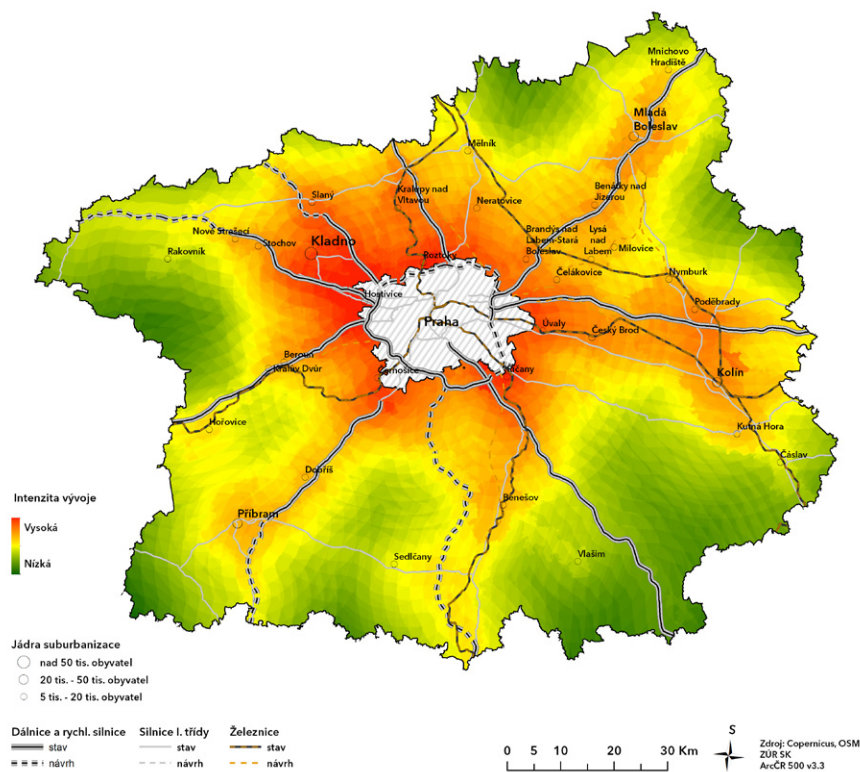 Mnichovo
Hradiště
Mladá
Boleslav
Mělník
Benátky nad
Jizerou
Slaný
Kralupy nad
Vltavou
Neratovice
Nové Strašecí
Stochov
Kladno
Rakovník
Roztoky
Brandýs nad
Labem-Stará
Boleslav
Lysá
nad
Labem
Milovice
Čelákovice
Nymburk
Hostivice
Poděbrady
Praha
Úvaly
Český Brod
Beroun
Králův Dvůr
Černošice
Říčany
Kolín
Hořovice
Kutná Hora
Čáslav
Dobříš
Příbram
Benešov
Sedlčany
Vlašim
Intenzita vývoje
Vysoká
Nízká
Jádra suburbanizace
nad 50 tis. obyvatel
20 tis. - 50 tis. obyvatel
5 tis. - 20 tis. obyvatel
Dálnice a rychl. silnice
stav
návrh
Silnice I. třídy
stav
návrh
Železnice
stav
návrh
0 5 10 20 30 Km
S
Zdroj: Copernicus, OSM
ZÚR SK
ArcČR 500 v3.3